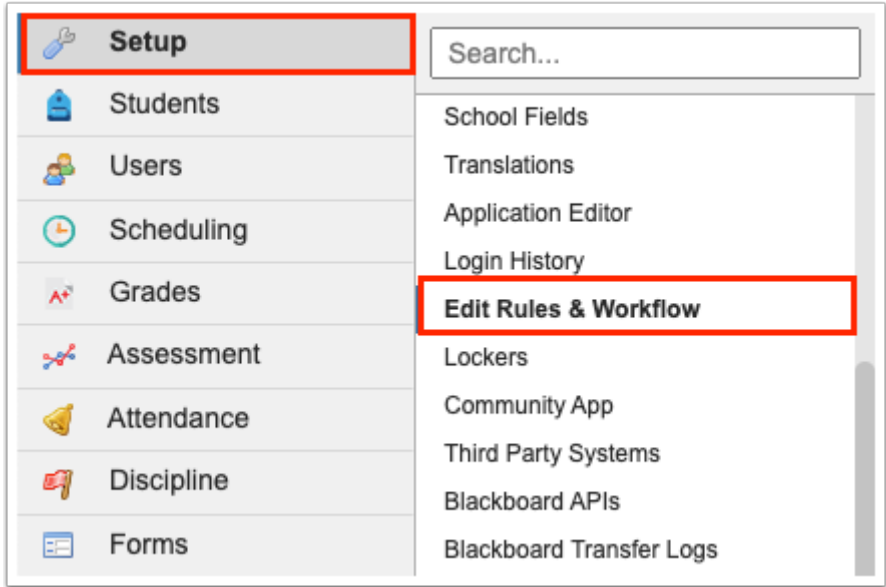 Setup
Students
Users
Scheduling
A+ Grades
Assessment
Attendance
Discipline
Forms
Search...
School Fields
Translations
Application Editor
Login History
Edit Rules & Workflow
Lockers
Community App
Third Party Systems
Blackboard APIs
Blackboard Transfer Logs